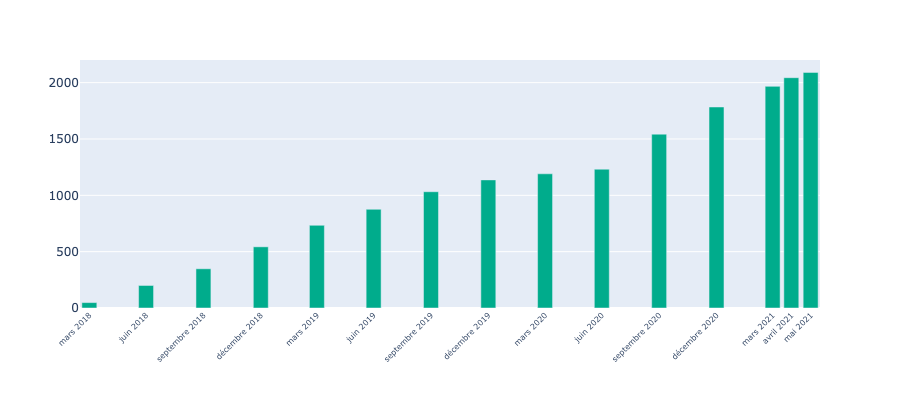 2000
1500
1000
500
0
mars 2018
juin 2018
septembre 2018
décembre 2018
mars 2019
juin 2019
septembre 2019
décembre 2019
mars 2020
juin 2020
septembre 2020
décembre 2020
mars 2021
avril 2021
mai 2021